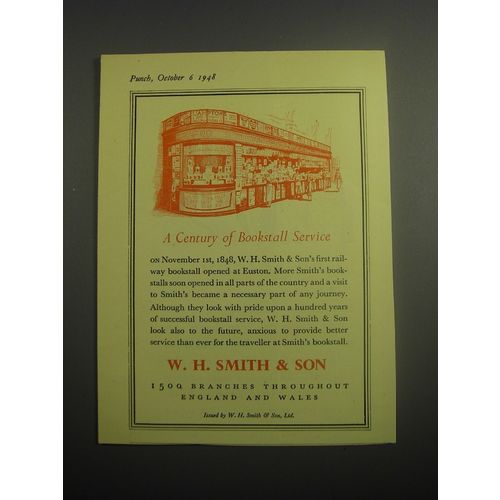 Punch, October 6 1948
A Century of Bookstall Service
ON November 1st, 1848, W. H. Smith & Son's first rail-
way bookstall opened at Euston. More Smith's book-
stalls soon opened in all parts of the country and a visit
to Smith's became a necessary part of any journey.
Although they look with pride upon a hundred years
of successful bookstall service, W. H. Smith & Son
look also to the future, anxious to provide better
service than ever for the traveller at Smith's bookstall.
W. H. SMITH & SON
1500 BRANCHES THROUGHOUT
ENGLAND AND WALES
Issued by W. H. Smith & Son, Ltd.